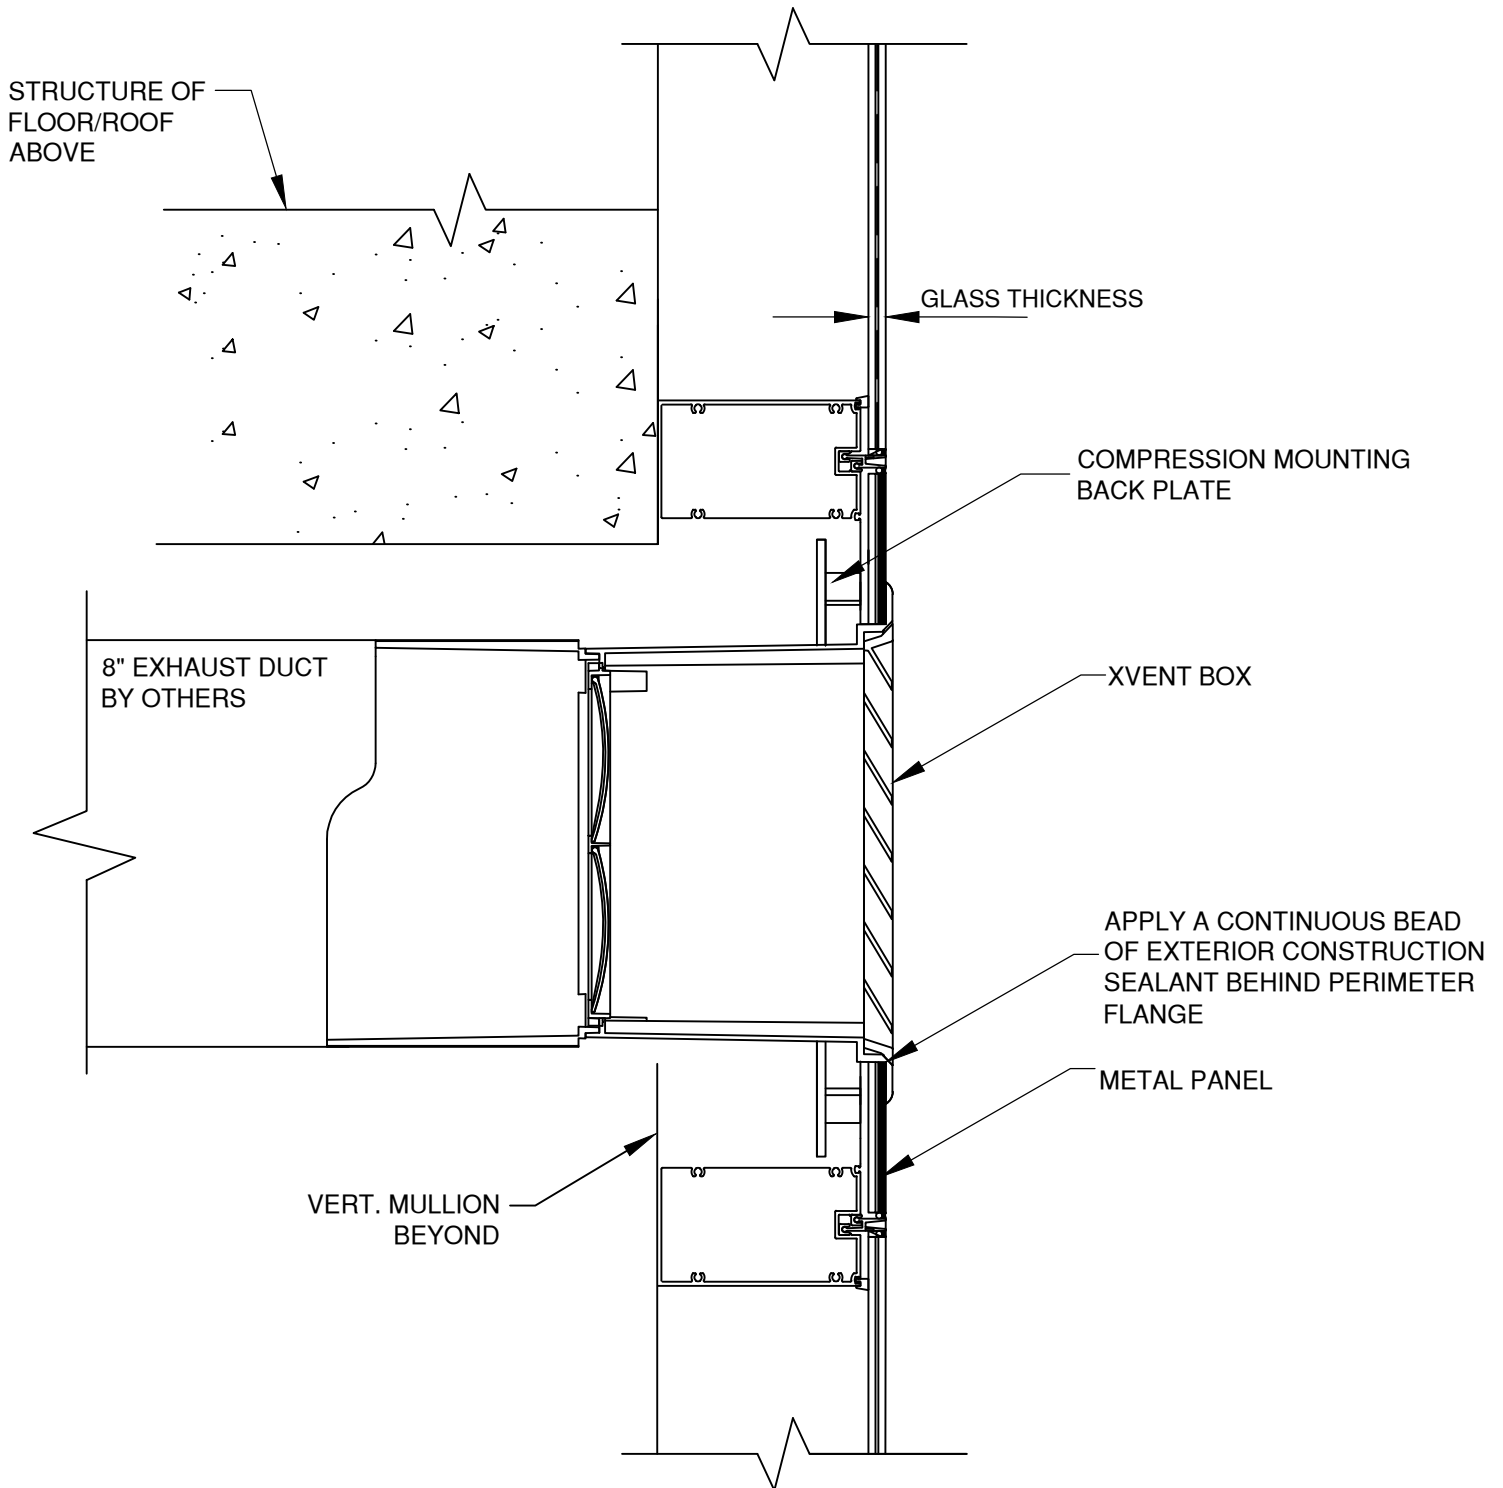 STRUCTURE OF
FLOOR/ROOF
ABOVE
GLASS THICKNESS
COMPRESSION MOUNTING
BACK PLATE
8" EXHAUST DUCT
BY OTHERS
XVENT BOX
APPLY A CONTINUOUS BEAD
OF EXTERIOR CONSTRUCTION
SEALANT BEHIND PERIMETER
FLANGE
METAL PANEL
VERT. MULLION
BEYOND